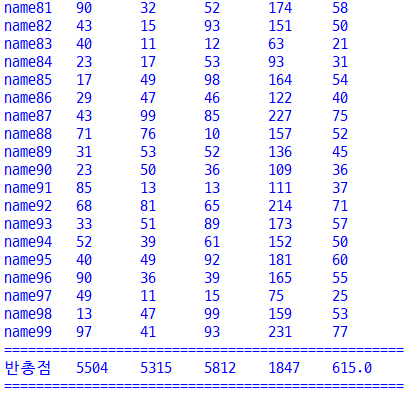 name81 90 32 52 174 58
name82 43 15 93 151 50
name83 40 11 12 63 21
name84 23 17 53 93 31
name85 17 49 98 164 54
name86 29 47 46 122 40
name87 43 99 85 227 75
name88 71 76 10 157 52
name89 31 53 52 136 45
name90 23 50 36 109 36
name91 85 13 13 111 37
name92 68 81 65 214 71
name93 33 51 89 173 57
name94 52 39 61 152 50
name95 40 49 92 181 60
name96 90 36 39 165 55
name97 49 11 15 75 25
name98 13 47 99 159 53
name99 97 41 93 231 77
==================================================
반총점 5504 5315 5812 1847 615.0
==================================================